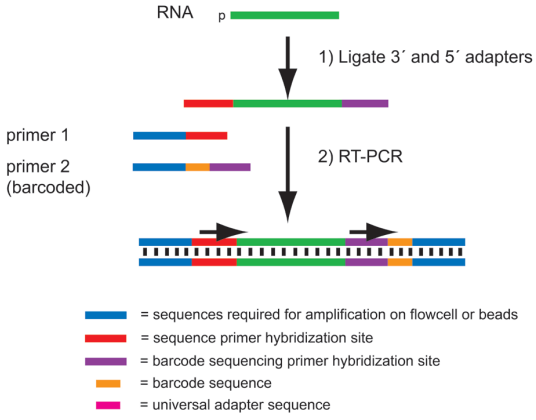 RNA
p
1) Ligate 3´ and 5´ adapters
primer 1
primer 2
(barcoded)
2) RT-PCR
= sequences required for amplification on flowcell or beads
= sequence primer hybridization site
= barcode sequencing primer hybridization site
= barcode sequence
= universal adapter sequence